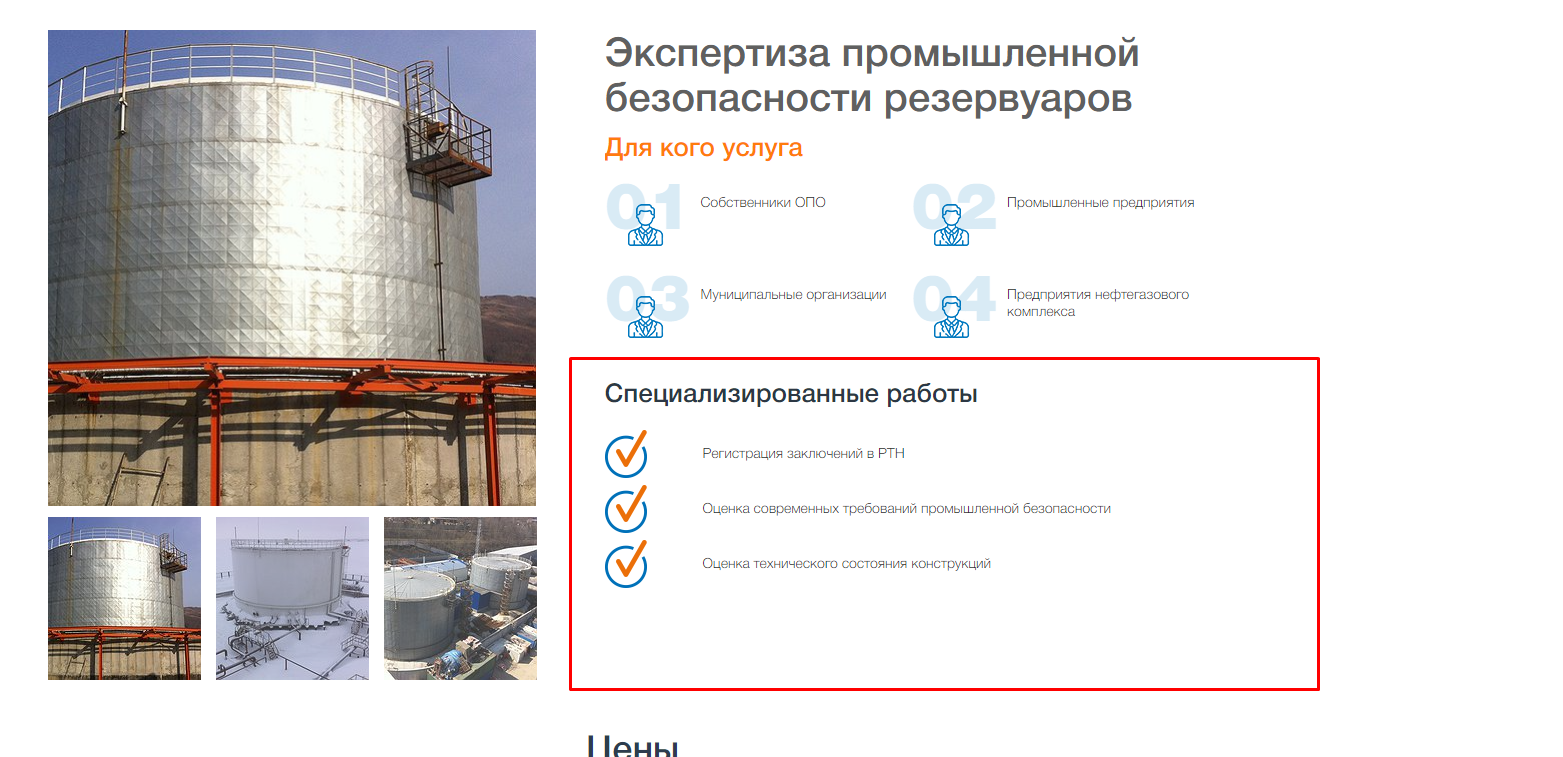 Экспертиза промышленной
безопасности резервуаров
Для кого услуга
01
Собственники ОПО
02
Промышленные предприятия
03
Муниципальные организации
04
Предприятия нефтегазового
комплекса
Специализированные работы
Регистрация заключений в РТН
Оценка современных требований промышленной безопасности
Оценка технического состояния конструкций
Цены